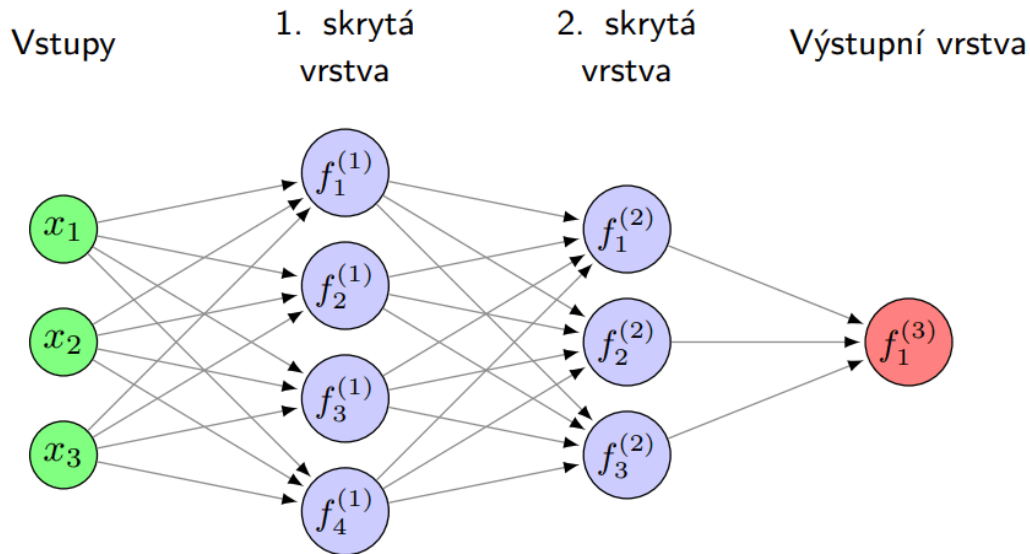 Vstupy
1. skrytá
vrstva
2. skrytá
vrstva
Výstupní vrstva
x_1
x_2
x_3
f_1^{(1)}
f_2^{(1)}
f_3^{(1)}
f_4^{(1)}
f_1^{(2)}
f_2^{(2)}
f_3^{(2)}
f_1^{(3)}